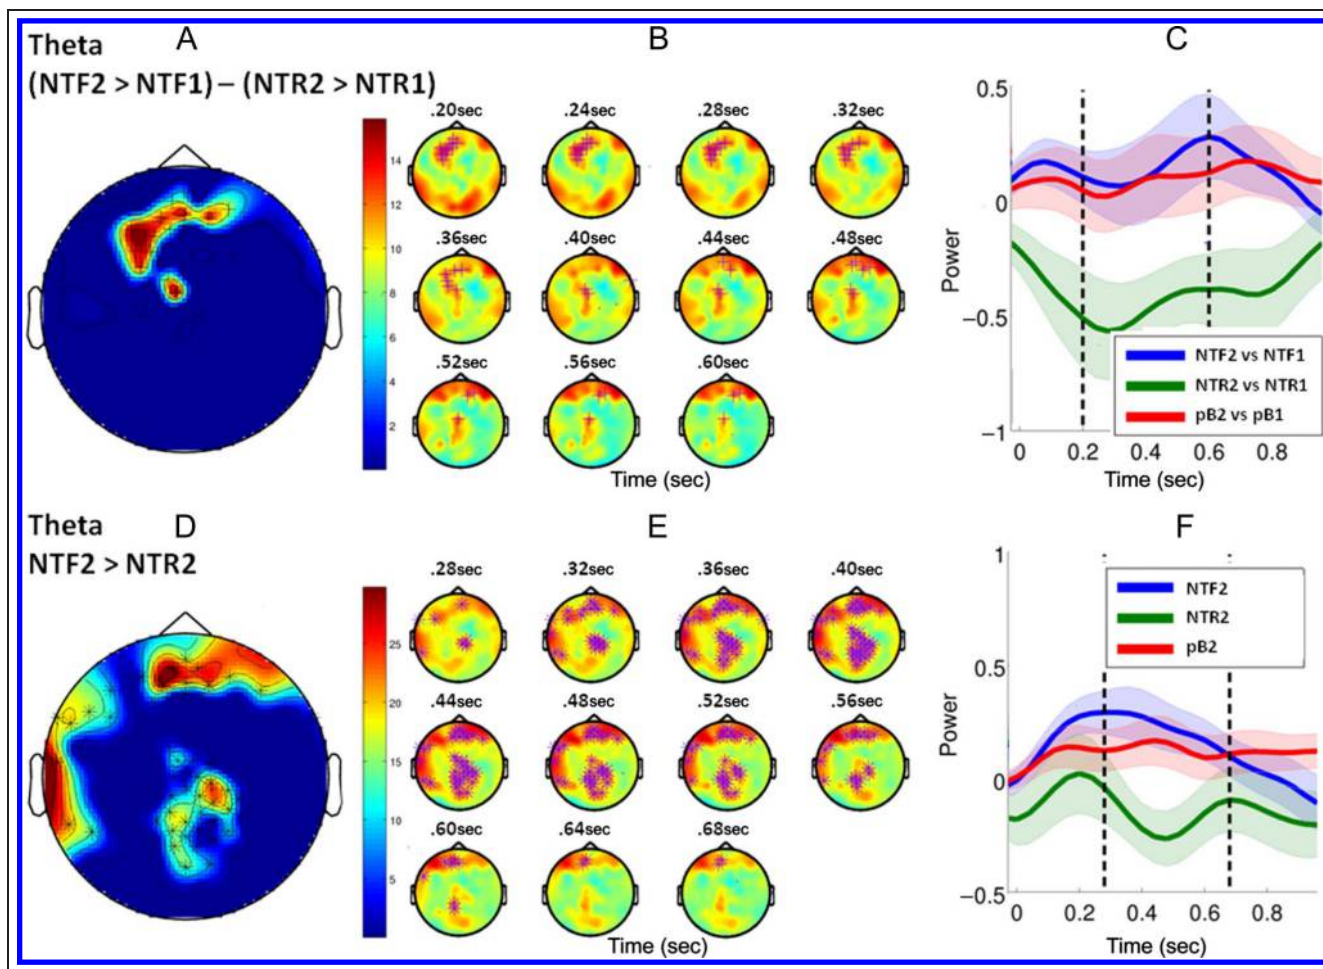 Theta A B C
(NTF2 > NTF1) – (NTR2 > NTR1)
.20sec .24sec .28sec .32sec
.36sec .40sec .44sec .48sec
.52sec .56sec .60sec
Time (sec)
14
12
10
8
6
4
2
Power
0.5
0
−0.5
−1
NTF2 vs NTF1
NTR2 vs NTR1
pB2 vs pB1
0 0.2 0.4 0.6 0.8
Time (sec)
Theta D E F
NTF2 > NTR2
.28sec .32sec .36sec .40sec
.44sec .48sec .52sec .56sec
.60sec .64sec .68sec
Time (sec)
25
20
15
10
5
Power
1
0.5
0
−0.5
NTF2
NTR2
pB2
0 0.2 0.4 0.6 0.8
Time (sec)